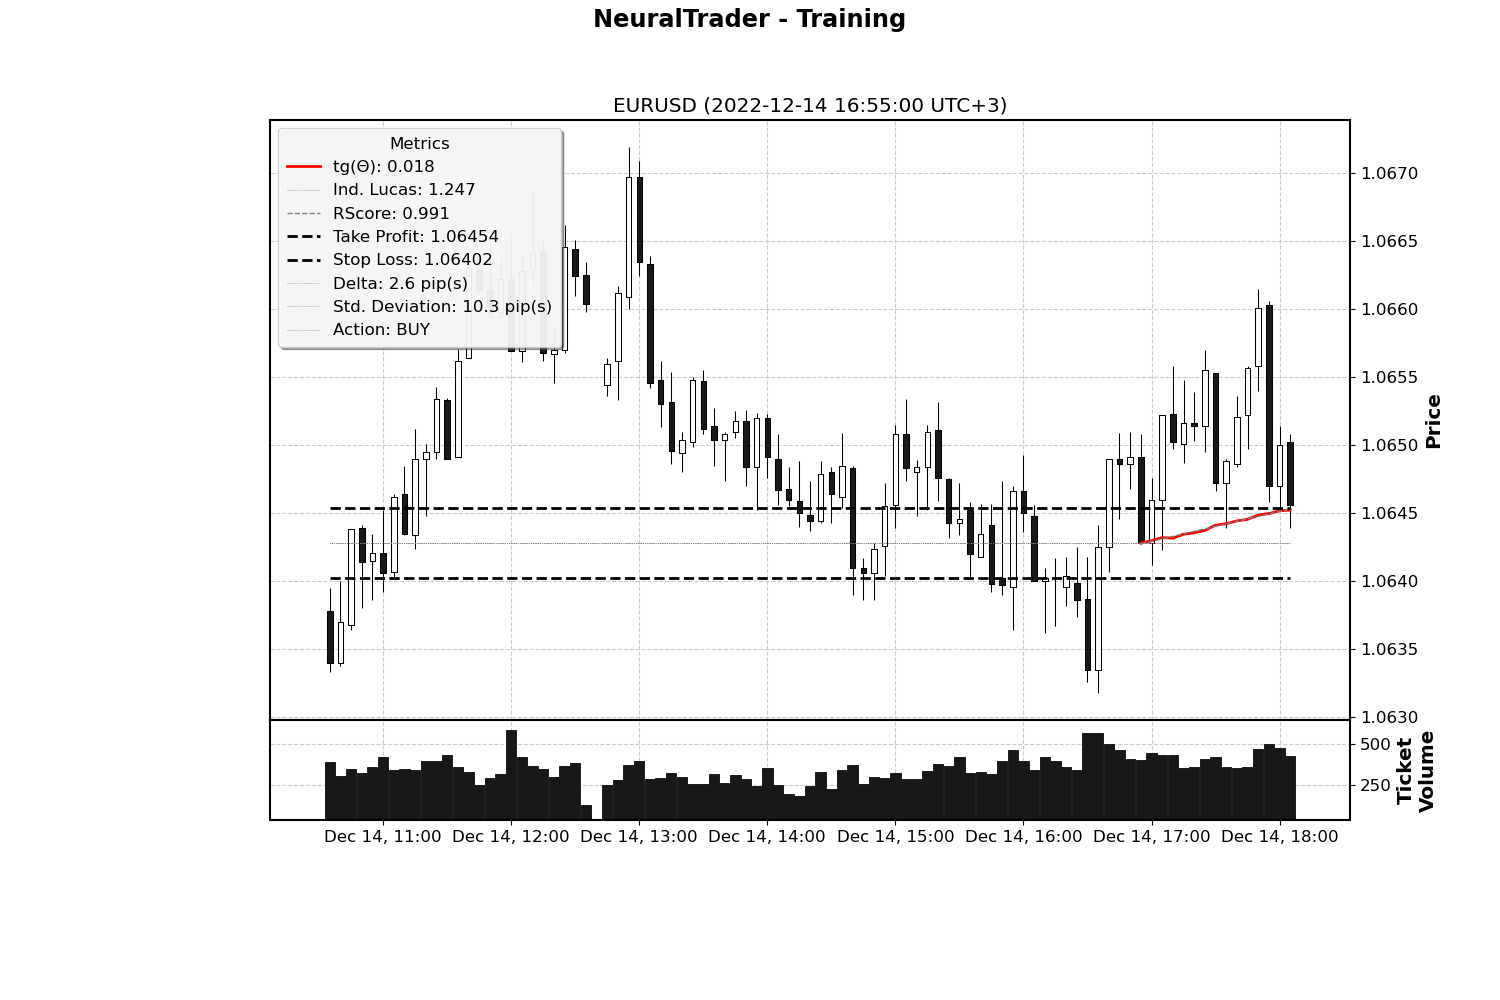 NeuralTrader - Training
EURUSD (2022-12-14 16:55:00 UTC+3)
Metrics
tg(Θ): 0.018
Ind. Lucas: 1.247
RScore: 0.991
Take Profit: 1.06454
Stop Loss: 1.06402
Delta: 2.6 pip(s)
Std. Deviation: 10.3 pip(s)
Action: BUY
1.0670
1.0665
1.0660
1.0655
1.0650
1.0645
1.0640
1.0635
1.0630
Price
500
250
Ticket
Volume
Dec 14, 11:00 Dec 14, 12:00 Dec 14, 13:00 Dec 14, 14:00 Dec 14, 15:00 Dec 14, 16:00 Dec 14, 17:00 Dec 14, 18:00